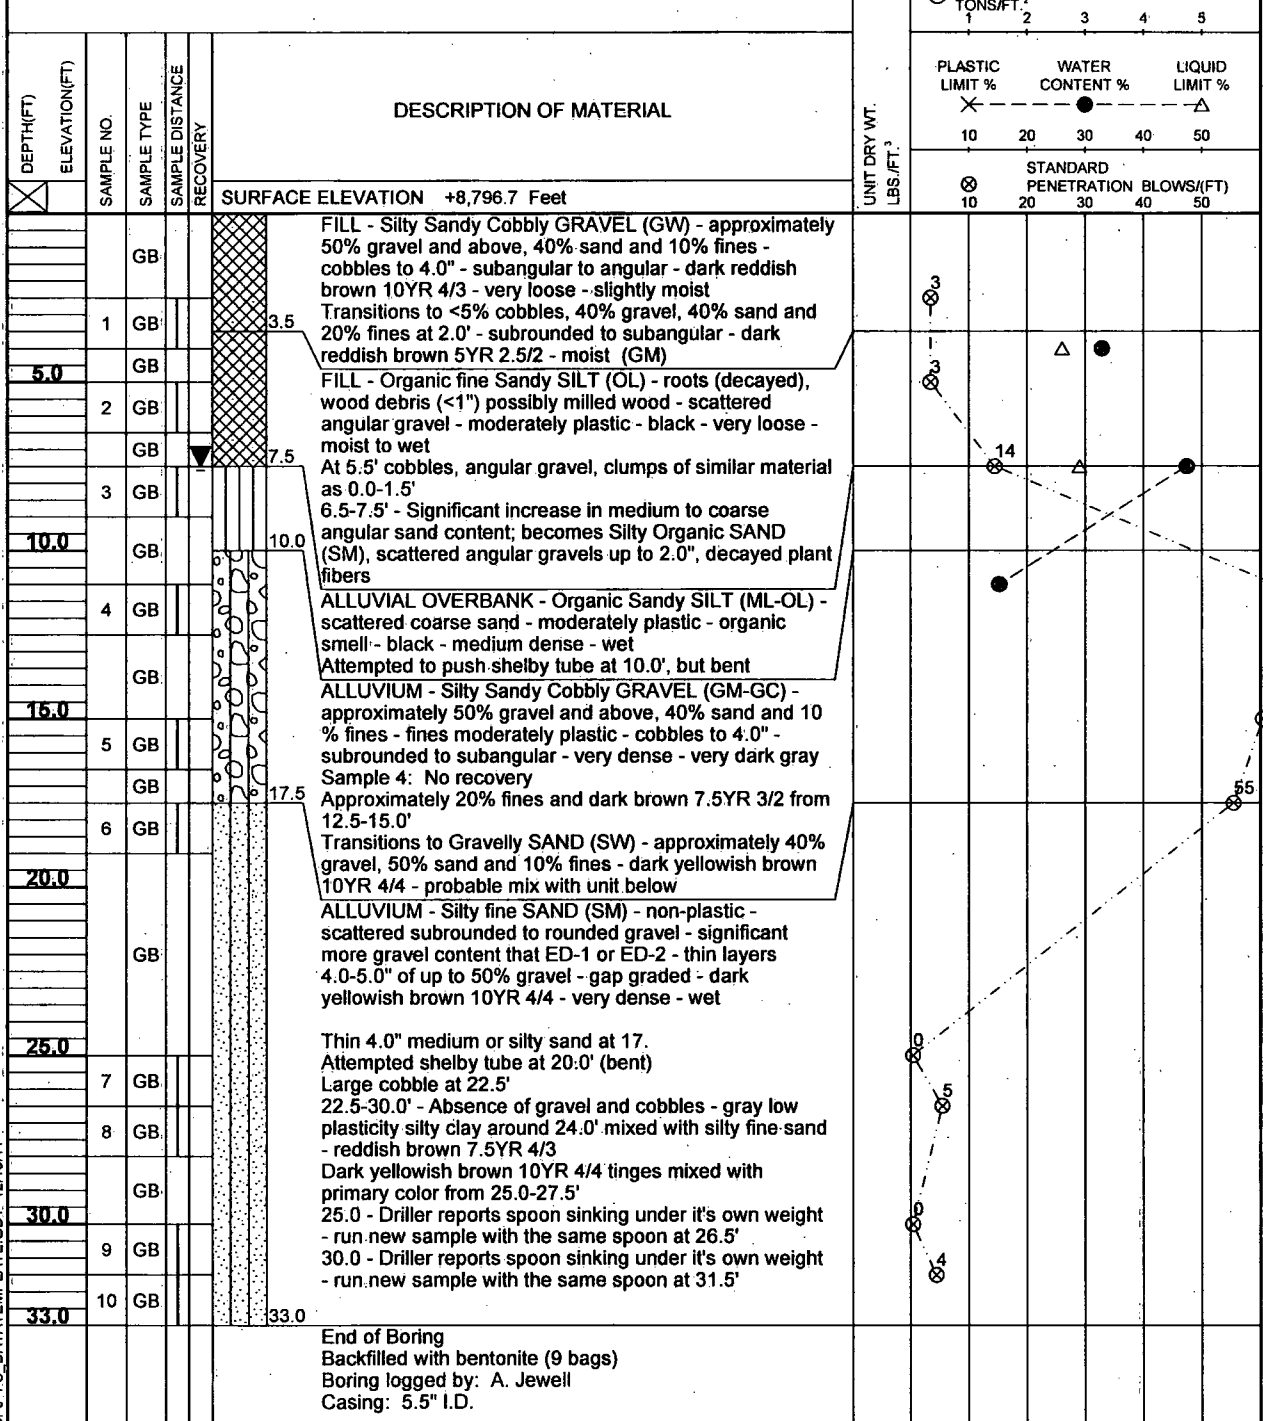 TONS/FT.²
1 2 3 4 5
PLASTIC LIMIT %
WATER CONTENT %
LIQUID LIMIT %
10 20 30 40 50
STANDARD
PENETRATION BLOWS/(FT)
10 20 30 40 50
DEPTH(FT)
ELEVATION(FT)
SAMPLE NO.
SAMPLE TYPE
SAMPLE DISTANCE
RECOVERY
DESCRIPTION OF MATERIAL
UNIT DRY WT.
LBS./FT.³
SURFACE ELEVATION +8,796.7 Feet
FILL - Silty Sandy Cobbly GRAVEL (GW) - approximately
50% gravel and above, 40% sand and 10% fines -
cobbles to 4.0" - subangular to angular - dark reddish
brown 10YR 4/3 - very loose - slightly moist
Transitions to <5% cobbles, 40% gravel, 40% sand and
20% fines at 2.0' - subrounded to subangular - dark
reddish brown 5YR 2.5/2 - moist (GM)
FILL - Organic fine Sandy SILT (OL) - roots (decayed),
wood debris (<1") possibly milled wood - scattered
angular gravel - moderately plastic - black - very loose -
moist to wet
At 5.5' cobbles, angular gravel, clumps of similar material
as 0.0-1.5'
6.5-7.5' - Significant increase in medium to coarse
angular sand content; becomes Silty Organic SAND
(SM), scattered angular gravels up to 2.0", decayed plant
fibers
ALLUVIAL OVERBANK - Organic Sandy SILT (ML-OL) -
scattered coarse sand - moderately plastic - organic
smell - black - medium dense - wet
Attempted to push shelby tube at 10.0', but bent
ALLUVIUM - Silty Sandy Cobbly GRAVEL (GM-GC) -
approximately 50% gravel and above, 40% sand and 10
% fines - fines moderately plastic - cobbles to 4.0" -
subrounded to subangular - very dense - very dark gray
Sample 4: No recovery
Approximately 20% fines and dark brown 7.5YR 3/2 from
12.5-15.0'
Transitions to Gravelly SAND (SW) - approximately 40%
gravel, 50% sand and 10% fines - dark yellowish brown
10YR 4/4 - probable mix with unit below
ALLUVIUM - Silty fine SAND (SM) - non-plastic -
scattered subrounded to rounded gravel - significant
more gravel content that ED-1 or ED-2 - thin layers
4.0-5.0" of up to 50% gravel - gap graded - dark
yellowish brown 10YR 4/4 - very dense - wet
Thin 4.0" medium or silty sand at 17.
Attempted shelby tube at 20.0' (bent)
Large cobble at 22.5'
22.5-30.0' - Absence of gravel and cobbles - gray low
plasticity silty clay around 24.0' mixed with silty fine sand
- reddish brown 7.5YR 4/3
Dark yellowish brown 10YR 4/4 tinges mixed with
primary color from 25.0-27.5'
25.0 - Driller reports spoon sinking under it's own weight
- run new sample with the same spoon at 26.5'
30.0 - Driller reports spoon sinking under it's own weight
- run new sample with the same spoon at 31.5'
End of Boring
Backfilled with bentonite (9 bags)
Boring logged by: A. Jewell
Casing: 5.5" I.D.
5.0
10.0
15.0
20.0
25.0
30.0
33.0
GB
1 GB
GB
2 GB
GB
3 GB
GB
4 GB
GB
5 GB
GB
6 GB
GB
7 GB
8 GB
GB
9 GB
10 GB
3.5
7.5
10.0
17.5
33.0
3
3
14
55
0
5
0
4